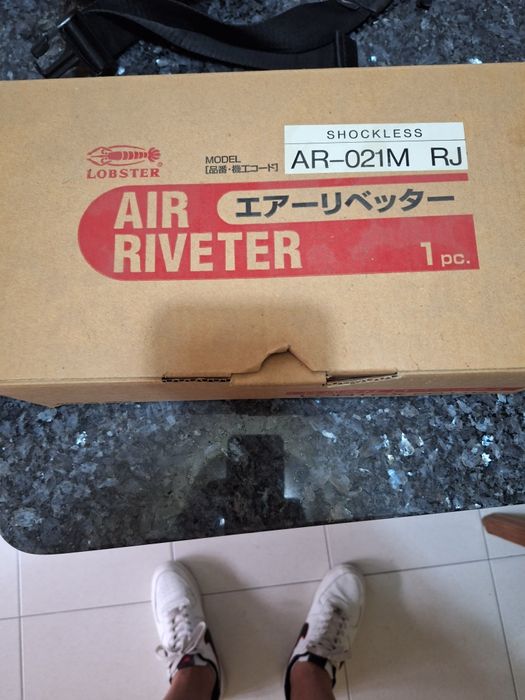 SHOCKLESS
LOBSTER
MODEL
[品番・機工コード]
AR-021M RJ
AIR
RIVETER
エアーリベッター
1 pc.